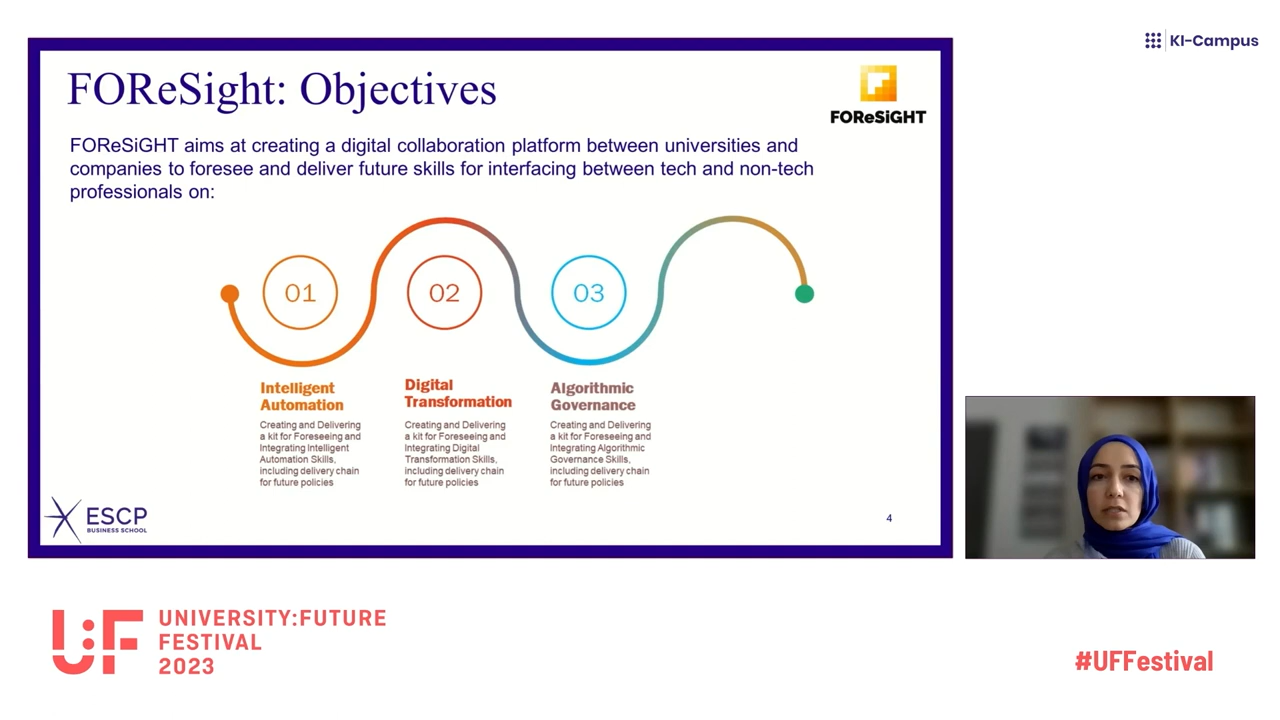 KI-Campus
FOReSight: Objectives
FOReSiGHT
FOReSiGHT aims at creating a digital collaboration platform between universities and
companies to foresee and deliver future skills for interfacing between tech and non-tech
professionals on:
01
02
03
Intelligent
Automation
Creating and Delivering
a kit for Foreseeing and
Integrating Intelligent
Automation Skills,
including delivery chain
for future policies
Digital
Transformation
Creating and Delivering
a kit for Foreseeing and
Integrating Digital
Transformation Skills,
including delivery chain
for future policies
Algorithmic
Governance
Creating and Delivering
a kit for Foreseeing and
Integrating Algorithmic
Governance Skills,
including delivery chain
for future policies
ESCP
BUSINESS SCHOOL
4
U:F
UNIVERSITY:FUTURE
FESTIVAL
2023
#UFFestival